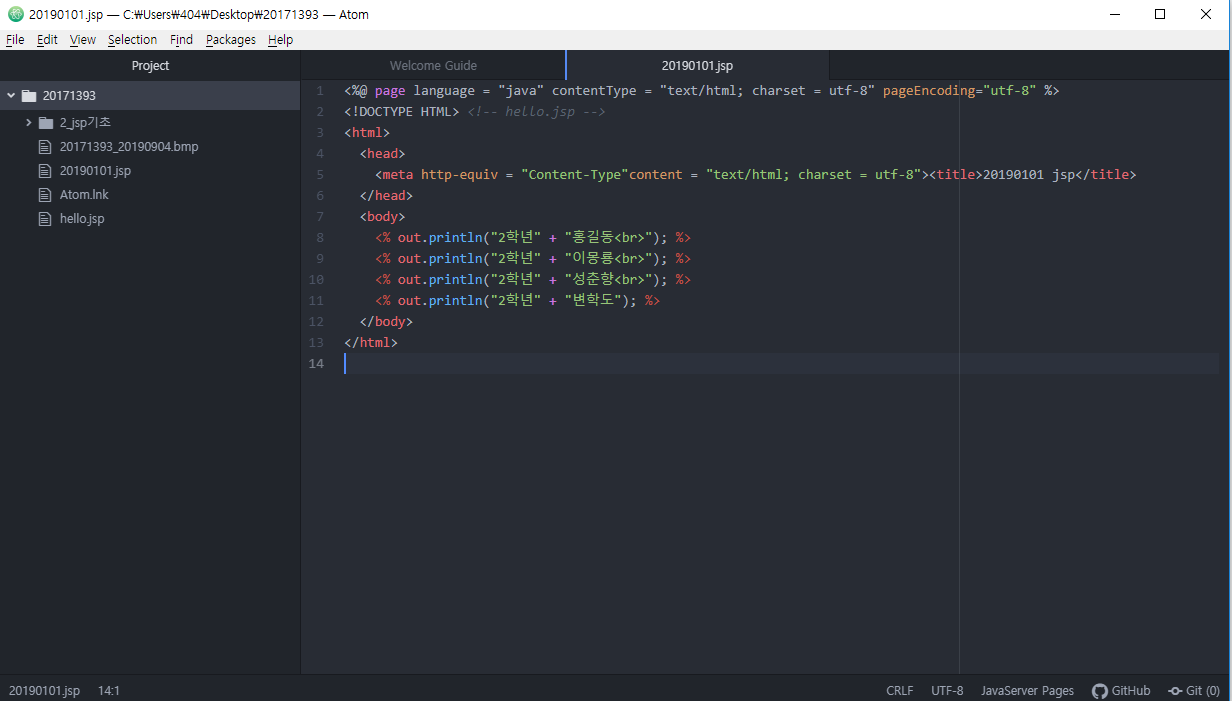 20190101.jsp — C:₩Users₩404₩Desktop₩20171393 — Atom
File Edit View Selection Find Packages Help
Project
Welcome Guide
20190101.jsp
20171393
2_jsp기초
20171393_20190904.bmp
20190101.jsp
Atom.lnk
hello.jsp
1 <%@ page language = "java" contentType = "text/html; charset = utf-8" pageEncoding="utf-8" %>
2 <!DOCTYPE HTML> <!-- hello.jsp -->
3 <html>
4 <head>
5 <meta http-equiv = "Content-Type"content = "text/html; charset = utf-8"><title>20190101 jsp</title>
6 </head>
7 <body>
8 <% out.println("2학년" + "홍길동<br>"); %>
9 <% out.println("2학년" + "이몽룡<br>"); %>
10 <% out.println("2학년" + "성춘향<br>"); %>
11 <% out.println("2학년" + "변학도"); %>
12 </body>
13 </html>
14
20190101.jsp 14:1 CRLF UTF-8 JavaServer Pages GitHub Git (0)